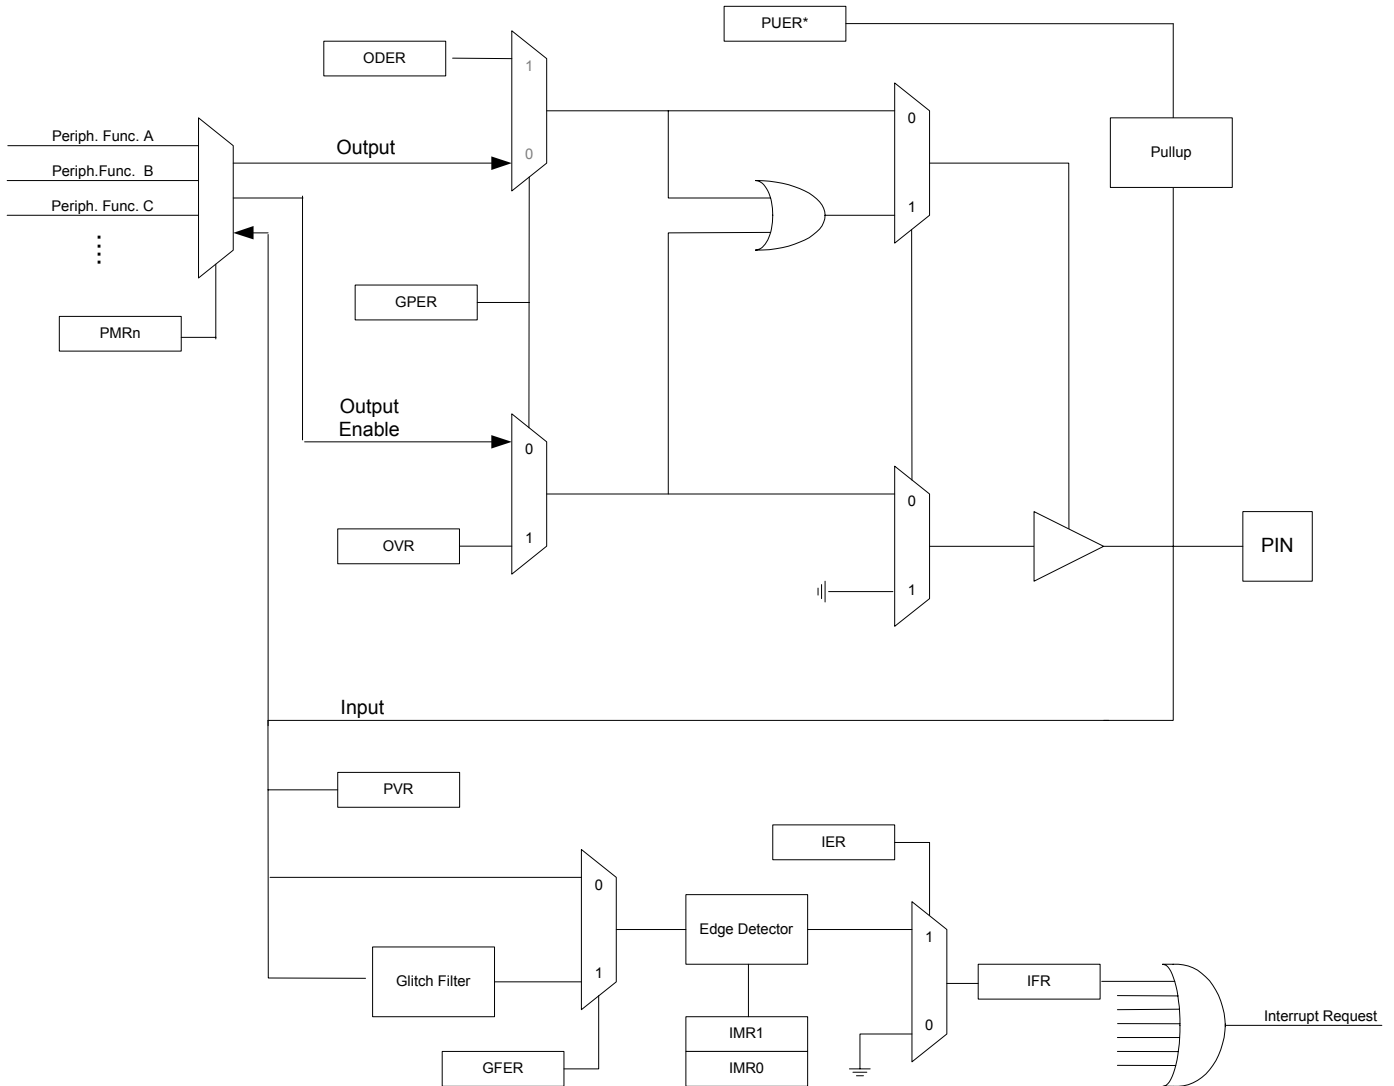 PUER*
ODER
1
0
Pullup
Periph. Func. A
Output
0
Periph.Func.  B
Periph. Func. C
1
GPER
PMRn
Output
Enable
0
OVR
1
0
PIN
1
Input
PVR
IER
0
Edge Detector
1
Glitch Filter
1
IFR
Interrupt Request
0
IMR1
GFER
IMR0